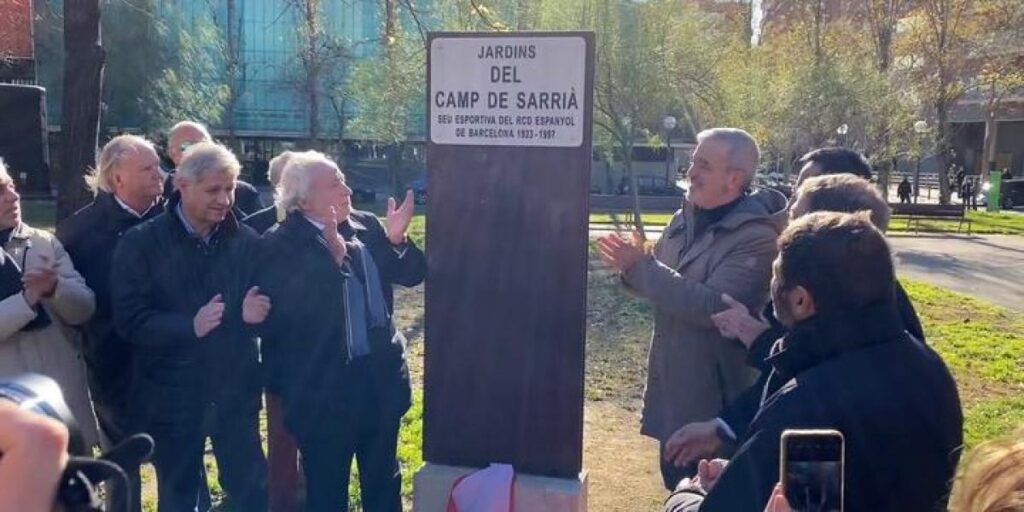 JARDINS
DEL
CAMP DE SARRIÀ
SEU ESPORTIVA DEL RCD ESPANYOL
DE BARCELONA 1923-1997